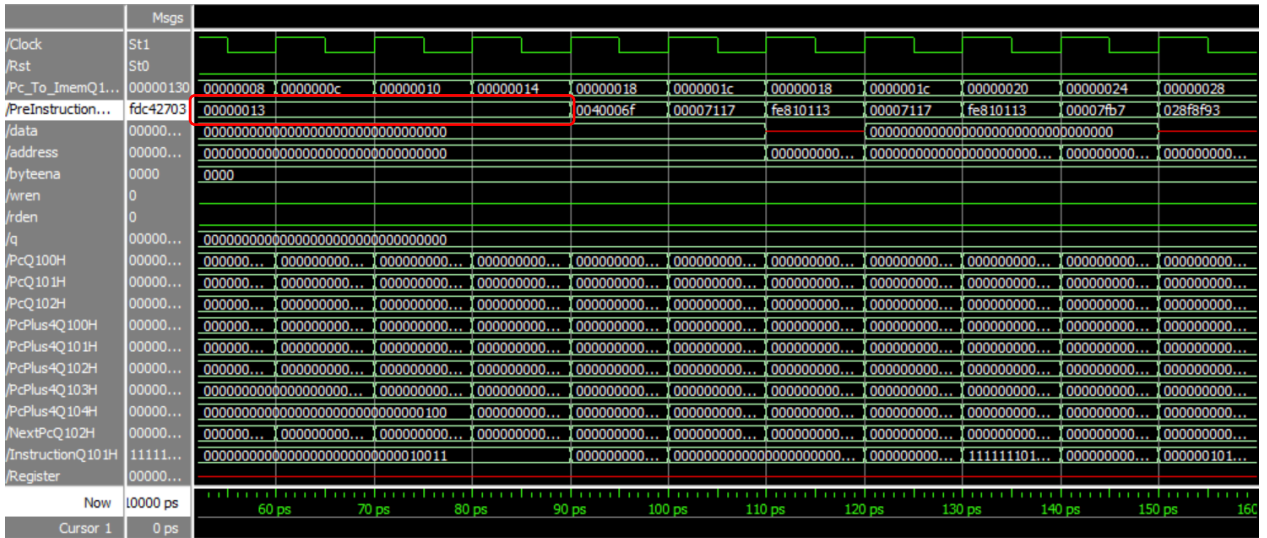 Msgs
/Clock St1
/Rst St0
/Pc_To_ImemQ1... 00000130 00000008 0000000c 00000010 00000014 00000018 0000001c 00000018 0000001c 00000020 00000024 00000028
/PreInstruction... fdc42703 00000013 0040006f 00007117 fe810113 00007117 fe810113 00007fb7 028f8f93
/data 00000... 00000000000000000000000000000000 00000000000000000000000000000000
/address 00000... 00000000000000000000000000000000 000000000... 0000000000000000000000... 000000000... 000000000...
/byteena 0000 0000
/wren 0
/rden 0
/q 00000... 00000000000000000000000000000000
/PcQ100H 00000... 000000... 000000000... 000000000... 000000000... 000000000... 000000000... 000000000... 000000000... 000000000... 000000000... 000000000...
/PcQ101H 00000... 000000... 000000000... 000000000... 000000000... 000000000... 000000000... 000000000... 000000000... 000000000... 000000000... 000000000...
/PcQ102H 00000... 000000... 000000000... 000000000... 000000000... 000000000... 000000000... 000000000... 000000000... 000000000... 000000000... 000000000...
/PcPlus4Q100H 00000... 000000... 000000000... 000000000... 000000000... 000000000... 000000000... 000000000... 000000000... 000000000... 000000000... 000000000...
/PcPlus4Q101H 00000... 000000... 000000000... 000000000... 000000000... 000000000... 000000000... 000000000... 000000000... 000000000... 000000000... 000000000...
/PcPlus4Q102H 00000... 000000... 000000000... 000000000... 000000000... 000000000... 000000000... 000000000... 000000000... 000000000... 000000000... 000000000...
/PcPlus4Q103H 00000... 0000000000000000000... 000000000... 000000000... 000000000... 000000000... 000000000... 000000000... 000000000... 000000000... 000000000...
/PcPlus4Q104H 00000... 00000000000000000000000000000100 000000000... 000000000... 000000000... 000000000... 000000000... 000000000... 000000000... 000000000...
/NextPcQ102H 00000... 000000... 000000000... 000000000... 000000000... 000000000... 000000000... 000000000... 000000000... 000000000... 000000000... 000000000...
/InstructionQ101H 11111... 00000000000000000000000000010011 000000000... 0000000000000000000000... 000000000... 111111101... 000000000... 000000101...
/Register 00000...
Now 10000 ps 60 ps 70 ps 80 ps 90 ps 100 ps 110 ps 120 ps 130 ps 140 ps 150 ps 160
Cursor 1 0 ps